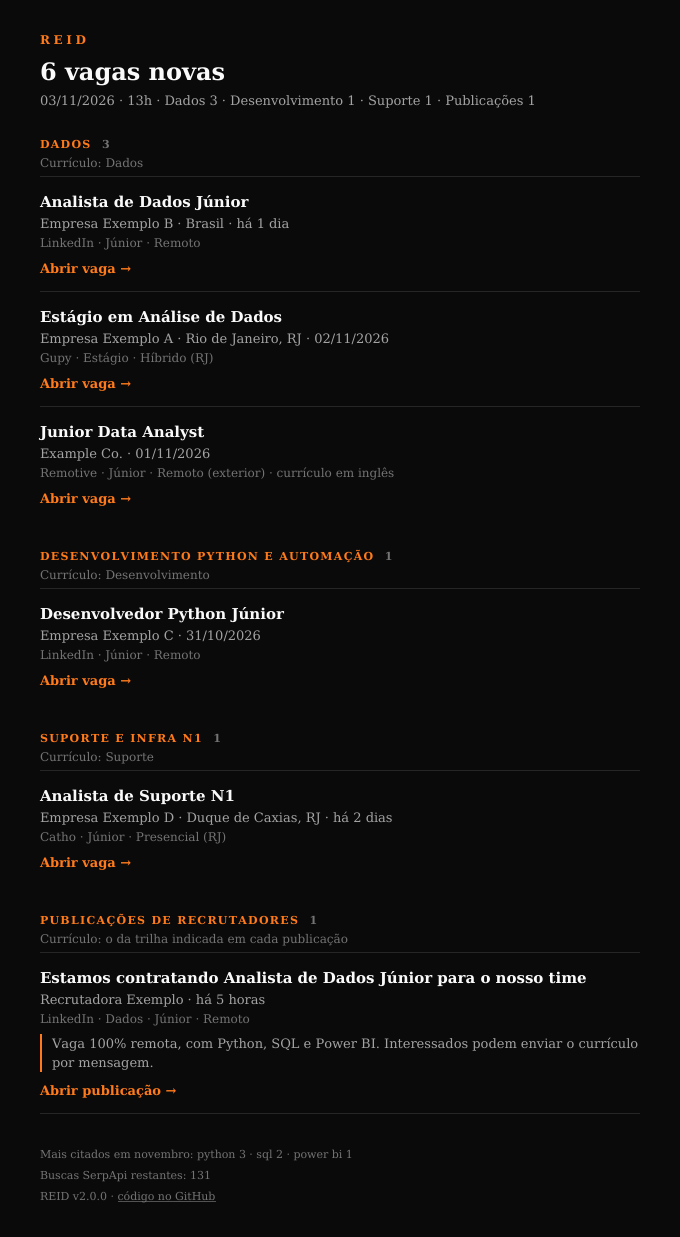 REID
6 vagas novas
03/11/2026 · 13h · Dados 3 · Desenvolvimento 1 · Suporte 1 · Publicações 1
DADOS 3
Currículo: Dados
Analista de Dados Júnior
Empresa Exemplo B · Brasil · há 1 dia
LinkedIn · Júnior · Remoto
Abrir vaga →
Estágio em Análise de Dados
Empresa Exemplo A · Rio de Janeiro, RJ · 02/11/2026
Gupy · Estágio · Híbrido (RJ)
Abrir vaga →
Junior Data Analyst
Example Co. · 01/11/2026
Remotive · Júnior · Remoto (exterior) · currículo em inglês
Abrir vaga →
DESENVOLVIMENTO PYTHON E AUTOMAÇÃO 1
Currículo: Desenvolvimento
Desenvolvedor Python Júnior
Empresa Exemplo C · 31/10/2026
LinkedIn · Júnior · Remoto
Abrir vaga →
SUPORTE E INFRA N1 1
Currículo: Suporte
Analista de Suporte N1
Empresa Exemplo D · Duque de Caxias, RJ · há 2 dias
Catho · Júnior · Presencial (RJ)
Abrir vaga →
PUBLICAÇÕES DE RECRUTADORES 1
Currículo: o da trilha indicada em cada publicação
Estamos contratando Analista de Dados Júnior para o nosso time
Recrutadora Exemplo · há 5 horas
LinkedIn · Dados · Júnior · Remoto
Vaga 100% remota, com Python, SQL e Power BI. Interessados podem enviar o currículo
por mensagem.
Abrir publicação →
Mais citados em novembro: python 3 · sql 2 · power bi 1
Buscas SerpApi restantes: 131
REID v2.0.0 · código no GitHub